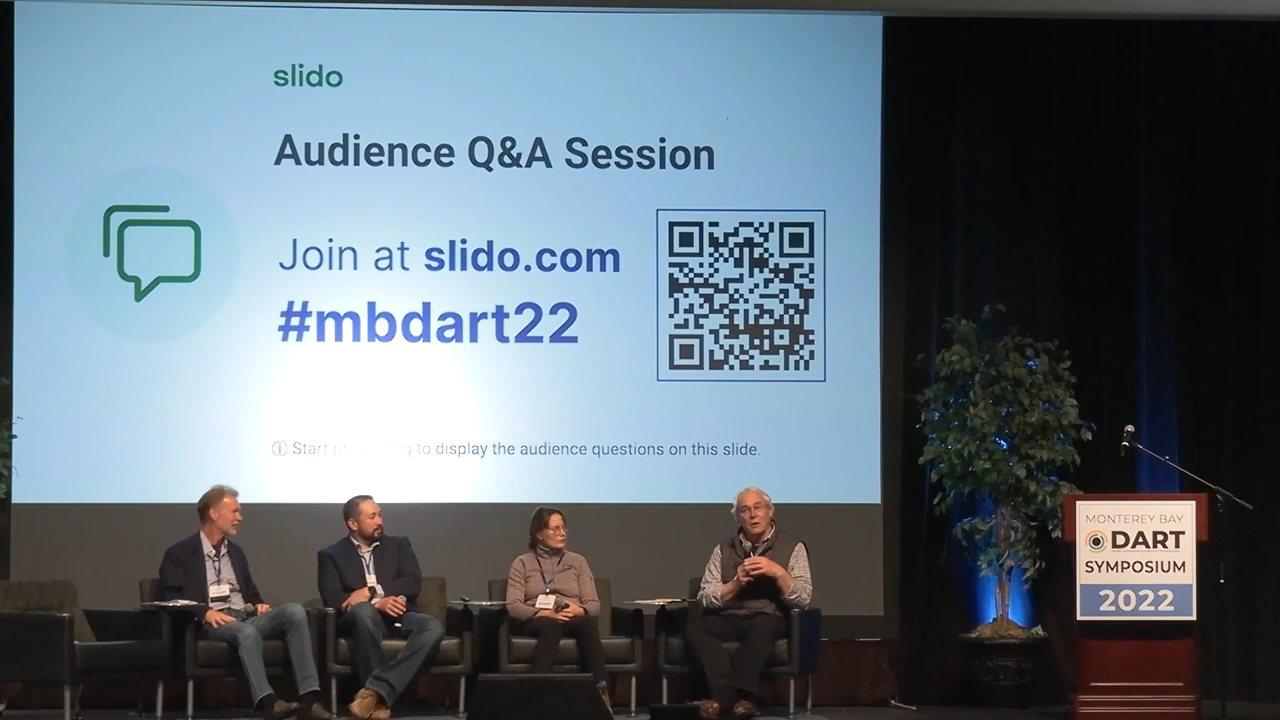 slido
Audience Q&A Session
Join at slido.com
#mbdart22
Start to display the audience questions on this slide.
MONTEREY BAY
DART
SYMPOSIUM
2022